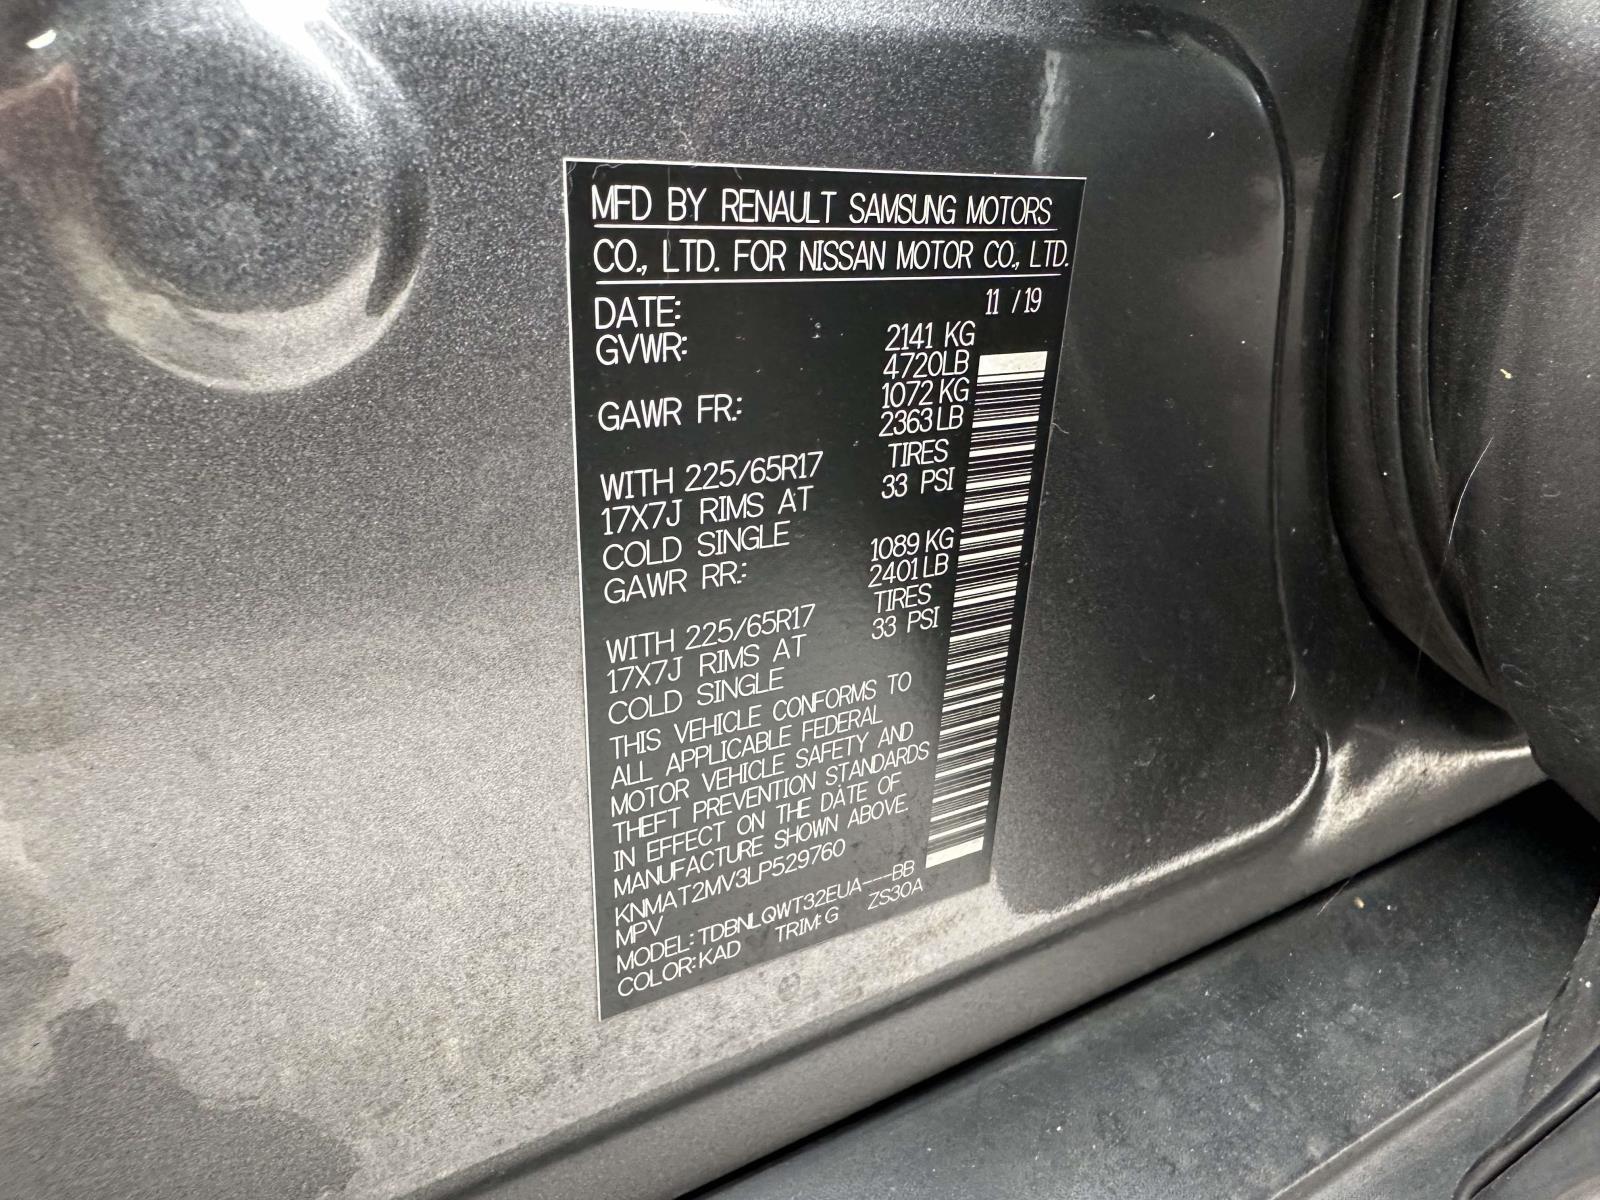 MFD BY RENAULT SAMSUNG MOTORS
CO., LTD. FOR NISSAN MOTOR CO., LTD.
DATE: 11 /19
GVWR: 2141 KG
4720LB
GAWR FR.: 1072 KG
2363 LB
WITH 225/65R17 TIRES
17X7J RIMS AT 33 PSI
COLD SINGLE
GAWR RR.: 1089 KG
2401 LB
WITH 225/65R17 TIRES
17X7J RIMS AT 33 PSI
COLD SINGLE
THIS VEHICLE CONFORMS TO
ALL APPLICABLE FEDERAL
MOTOR VEHICLE SAFETY AND
THEFT PREVENTION STANDARDS
IN EFFECT ON THE DATE OF
MANUFACTURE SHOWN ABOVE.
KNMAT2MV3LP529760
MPV
MODEL: TDBNLQWT32EUA---BB
COLOR:KAD TRIM:G ZS30A